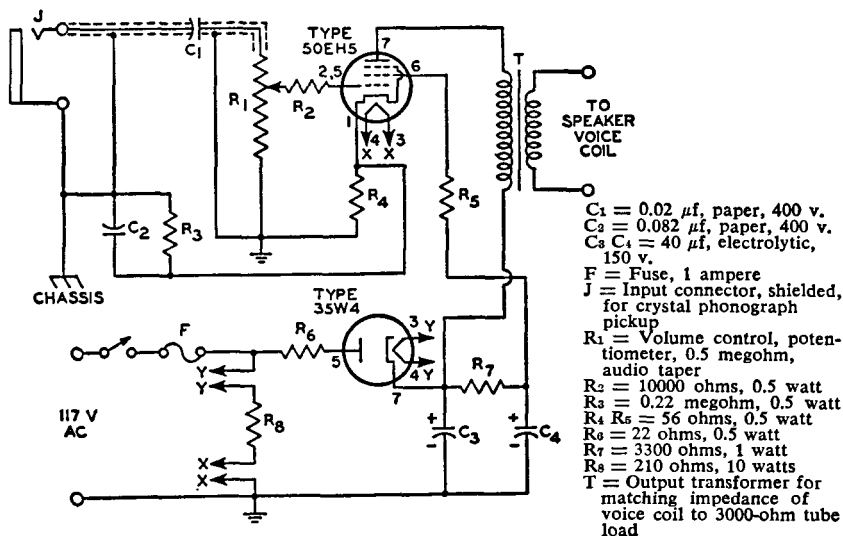 J
C1
R1
R2
TYPE
50EH5
7
2,5
6
1
4
3
X
X
R4
R5
T
TO
SPEAKER
VOICE
COIL
C2
R3
CHASSIS
TYPE
35W4
F
R6
5
3
Y
4
Y
7
R7
Y
Y
117 V
AC
R8
X
X
+
-
C3
+
-
C4
C1 = 0.02 µf, paper, 400 v.
C2 = 0.082 µf, paper, 400 v.
C3 C4 = 40 µf, electrolytic,
150 v.
F = Fuse, 1 ampere
J = Input connector, shielded,
for crystal phonograph
pickup
R1 = Volume control, poten-
tiometer, 0.5 megohm,
audio taper
R2 = 10000 ohms, 0.5 watt
R3 = 0.22 megohm, 0.5 watt
R4 R5 = 56 ohms, 0.5 watt
R6 = 22 ohms, 0.5 watt
R7 = 3300 ohms, 1 watt
R8 = 210 ohms, 10 watts
T = Output transformer for
matching impedance of
voice coil to 3000-ohm tube
load